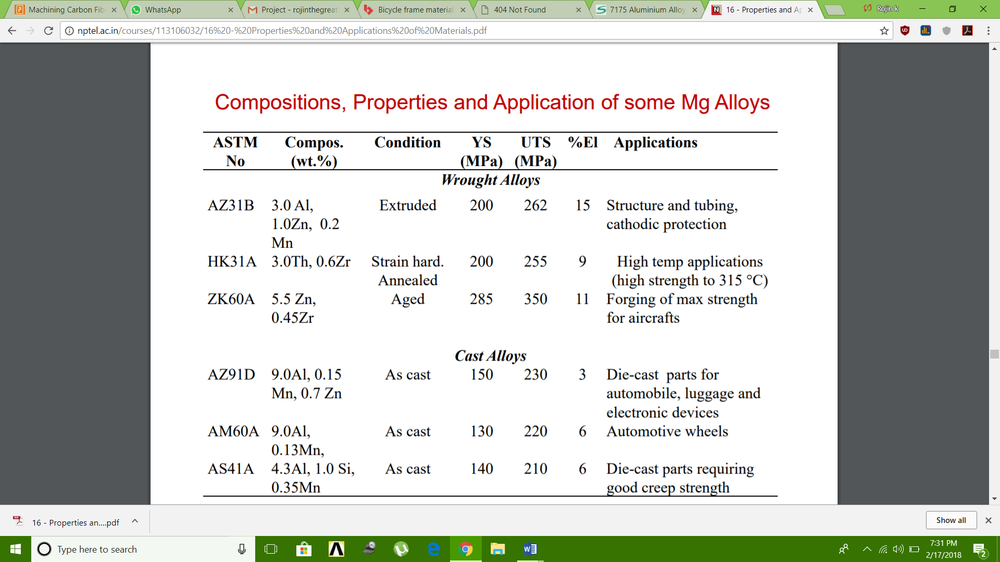 Machining Carbon Fib
WhatsApp
Project - rojinthegreat
Bicycle frame material
404 Not Found
7175 Aluminium Alloy
16 - Properties and Ap
Rojin k
nptel.ac.in/courses/113106032/16%20-%20Properties%20and%20Applications%20of%20Materials.pdf
Compositions, Properties and Application of some Mg Alloys
ASTM Compos. Condition YS UTS %El Applications
No (wt.%) (MPa) (MPa)
Wrought Alloys
AZ31B 3.0 Al, Extruded 200 262 15 Structure and tubing,
1.0Zn, 0.2 cathodic protection
Mn
HK31A 3.0Th, 0.6Zr Strain hard. 200 255 9 High temp applications
Annealed (high strength to 315 °C)
ZK60A 5.5 Zn, Aged 285 350 11 Forging of max strength
0.45Zr for aircrafts
Cast Alloys
AZ91D 9.0Al, 0.15 As cast 150 230 3 Die-cast parts for
Mn, 0.7 Zn automobile, luggage and
electronic devices
AM60A 9.0Al, As cast 130 220 6 Automotive wheels
0.13Mn,
AS41A 4.3Al, 1.0 Si, As cast 140 210 6 Die-cast parts requiring
0.35Mn good creep strength
16 - Properties an....pdf
Show all
Type here to search
7:31 PM
2/17/2018
2